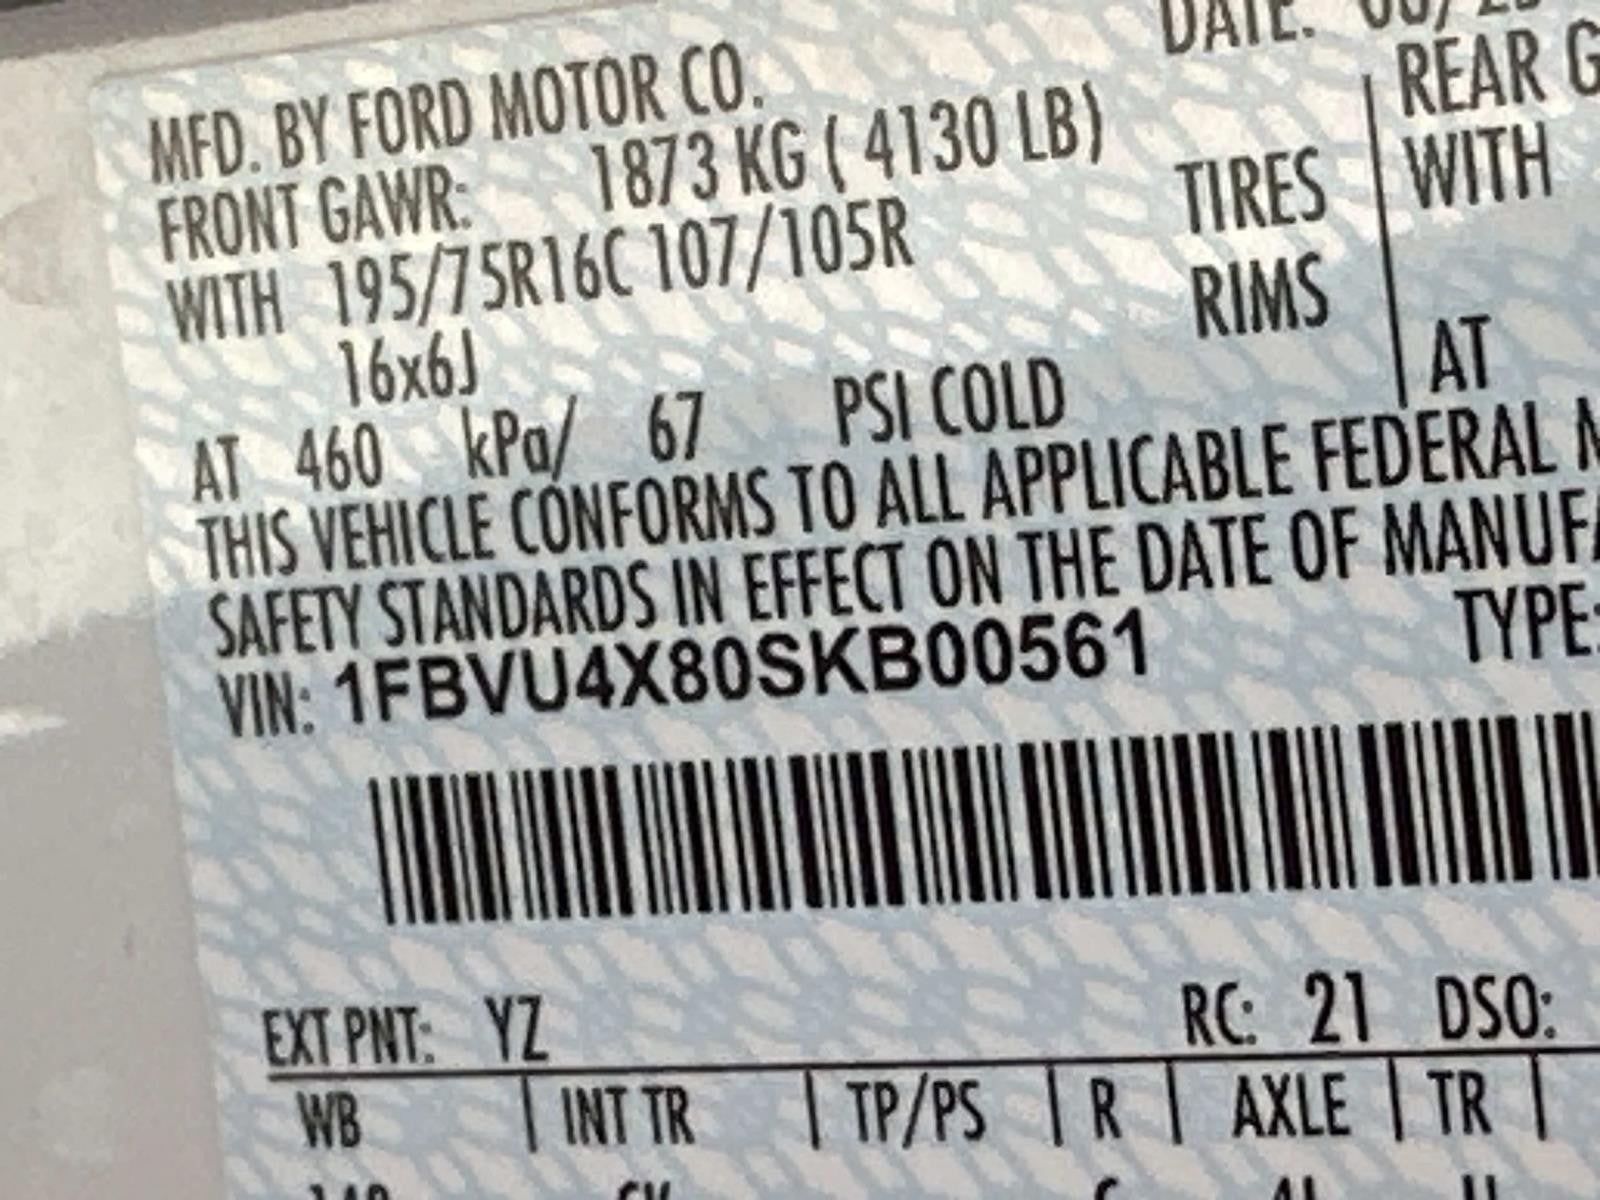 DATE:
MFD. BY FORD MOTOR CO.
FRONT GAWR: 1873 KG ( 4130 LB) REAR
WITH 195/75R16C 107/105R TIRES WITH
16x6J RIMS
AT 460 kPa/ 67 PSI COLD AT
THIS VEHICLE CONFORMS TO ALL APPLICABLE FEDERAL
SAFETY STANDARDS IN EFFECT ON THE DATE OF
VIN: 1FBVU4X80SKB00561 TYPE:
EXT PNT: YZ RC: 21 DSO:
WB INT TR TP/PS R AXLE TR